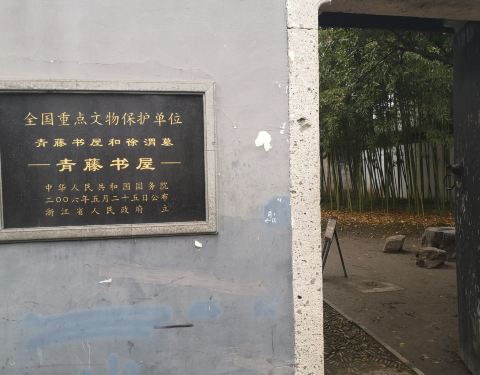 全国重点文物保护单位
青藤书屋和徐渭墓
青藤书屋
中华人民共和国国务院
二〇〇六年五月二十五日公布
浙江省人民政府 立